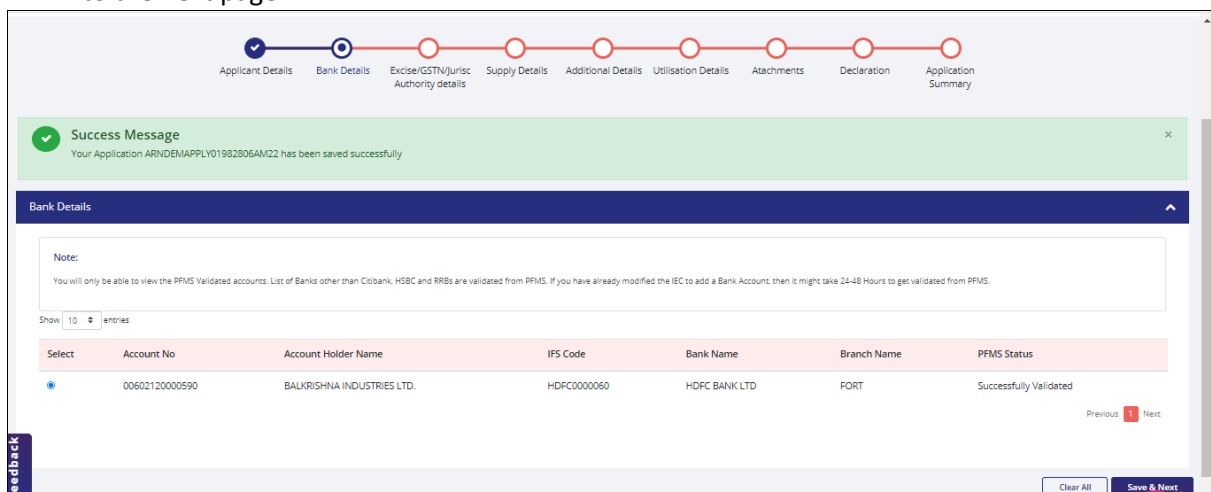 Applicant Details
Bank Details
Excise/GSTN/Jurisc
Authority details
Supply Details
Additional Details
Utilisation Details
Atachments
Declaration
Application
Summary
Success Message
Your Application ARNDEMAPPLY01982806AM22 has been saved successfully
×
Bank Details
Note:
You will only be able to view the PFMS Validated accounts. List of Banks other than Citibank, HSBC and RRBs are validated from PFMS. If you have already modified the IEC to add a Bank Account, then it might take 24-48 Hours to get validated from PFMS.
Show 10 entries
Select Account No Account Holder Name IFS Code Bank Name Branch Name PFMS Status
00602120000590 BALKRISHNA INDUSTRIES LTD. HDFC0000060 HDFC BANK LTD FORT Successfully Validated
Previous 1 Next
eedback
Clear All Save & Next